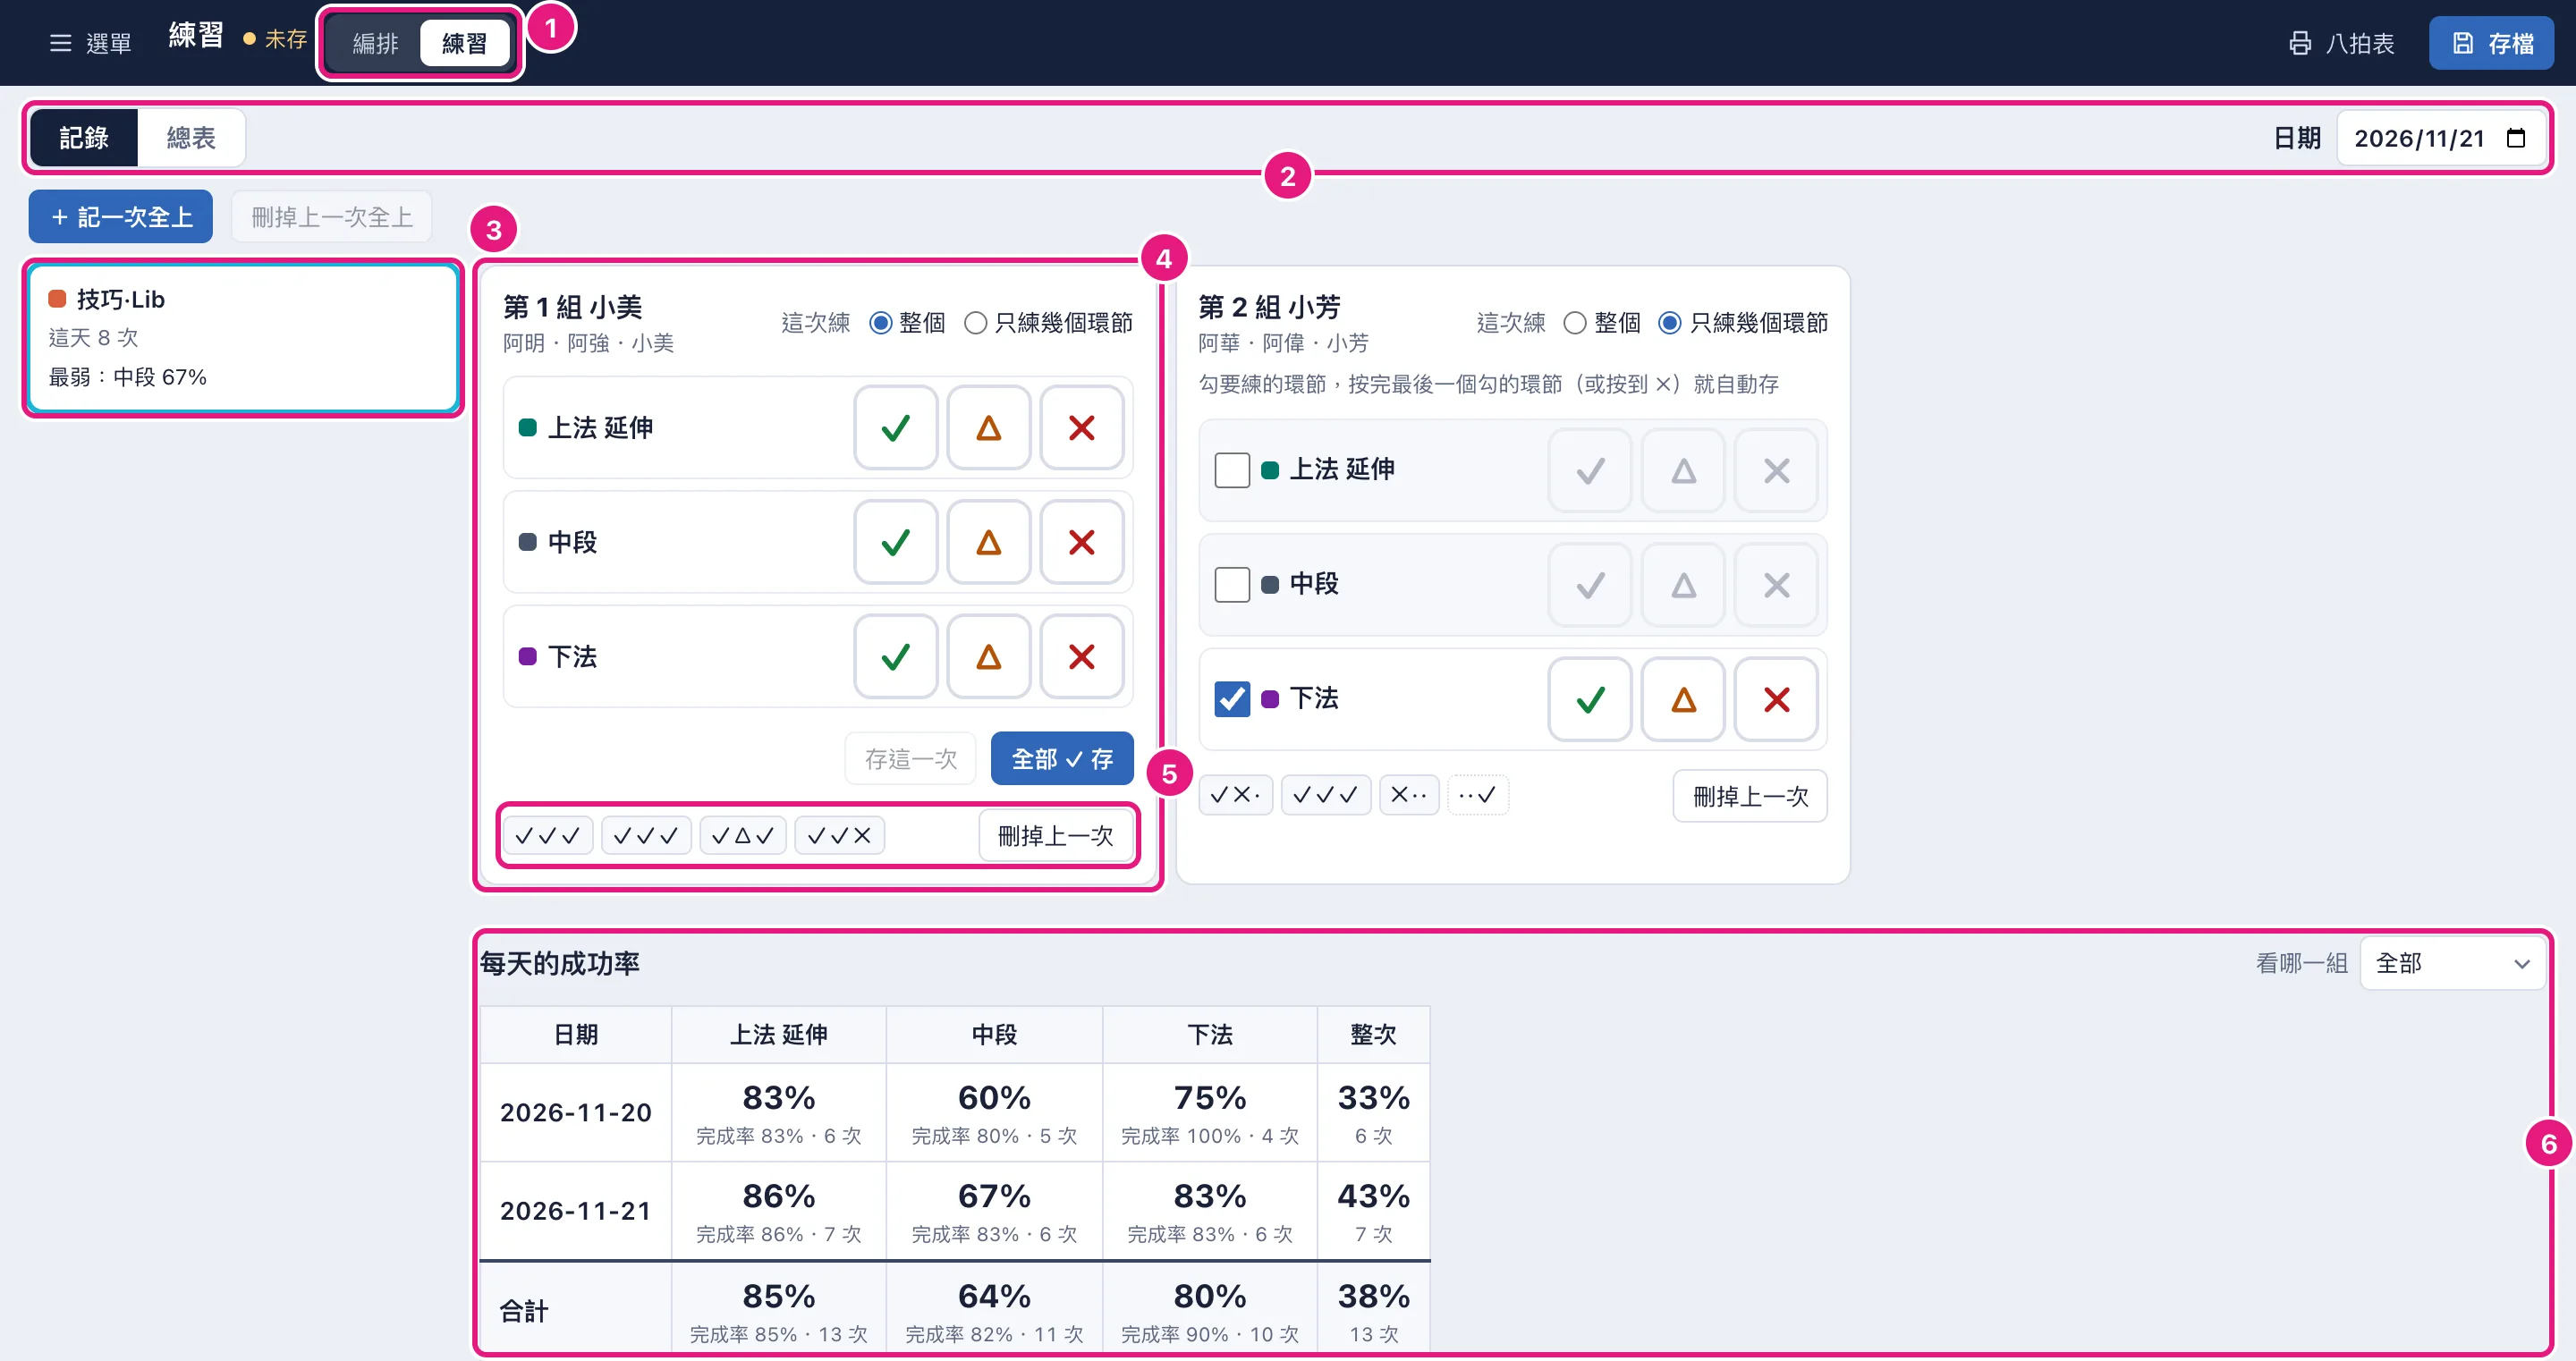 選單
練習
未存
編排
練習
1
八拍表
存檔
記錄
總表
日期
2026/11/21
2
+ 記一次全上
刪掉上一次全上
3
4
技巧·Lib
這天 8 次
最弱：中段 67%
第 1 組 小美
阿明 · 阿強 · 小美
這次練
整個
只練幾個環節
上法 延伸
✓ △ ✕
中段
✓ △ ✕
下法
✓ △ ✕
存這一次
全部 ✓ 存
5
✓✓✓
✓✓✓
✓△✓
✓✓✕
刪掉上一次
第 2 組 小芳
阿華 · 阿偉 · 小芳
這次練
整個
只練幾個環節
勾要練的環節，按完最後一個勾的環節（或按到 ✕）就自動存
上法 延伸
✓ △ ✕
中段
✓ △ ✕
下法
✓ △ ✕
✓✕·
✓✓✓
✕··
··✓
刪掉上一次
每天的成功率
看哪一組
全部
日期 上法 延伸 中段 下法 整次
2026-11-20 83% 60% 75% 33%
完成率 83% · 6 次 完成率 80% · 5 次 完成率 100% · 4 次 6 次
6
2026-11-21 86% 67% 83% 43%
完成率 86% · 7 次 完成率 83% · 6 次 完成率 83% · 6 次 7 次
合計 85% 64% 80% 38%
完成率 85% · 13 次 完成率 82% · 11 次 完成率 90% · 10 次 13 次